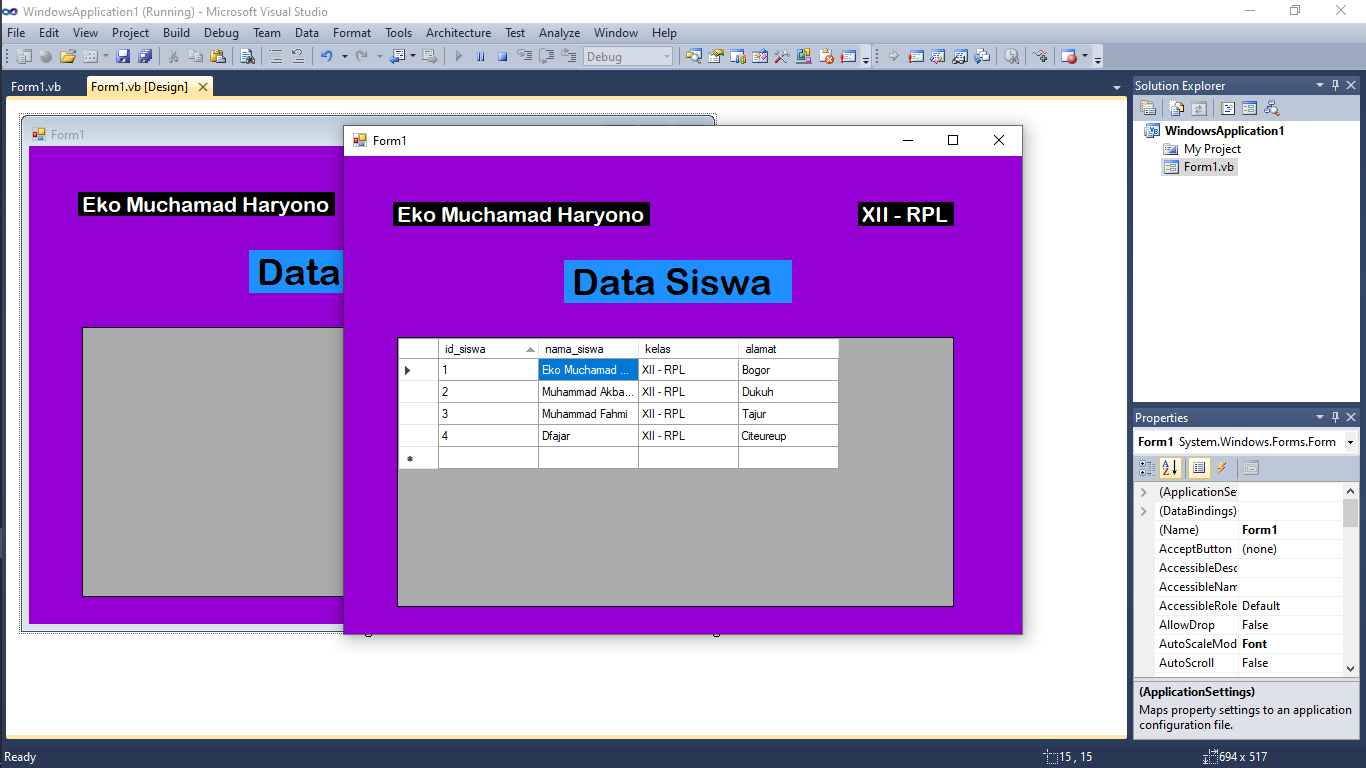 WindowsApplication1 (Running) - Microsoft Visual Studio
File Edit View Project Build Debug Team Data Format Tools Architecture Test Analyze Window Help
Debug
Form1.vb Form1.vb [Design]
Form1
Eko Muchamad Haryono
Data
Form1
Eko Muchamad Haryono XII - RPL
Data Siswa
id_siswa nama_siswa kelas alamat
1 Eko Muchamad ... XII - RPL Bogor
2 Muhammad Akba... XII - RPL Dukuh
3 Muhammad Fahmi XII - RPL Tajur
4 Dfajar XII - RPL Citeureup
Solution Explorer
WindowsApplication1
My Project
Form1.vb
Properties
Form1 System.Windows.Forms.Form
(ApplicationSe
(DataBindings)
(Name) Form1
AcceptButton (none)
AccessibleDesc
AccessibleNam
AccessibleRole Default
AllowDrop False
AutoScaleMod Font
AutoScroll False
(ApplicationSettings)
Maps property settings to an application
configuration file.
Ready 15 , 15 694 x 517